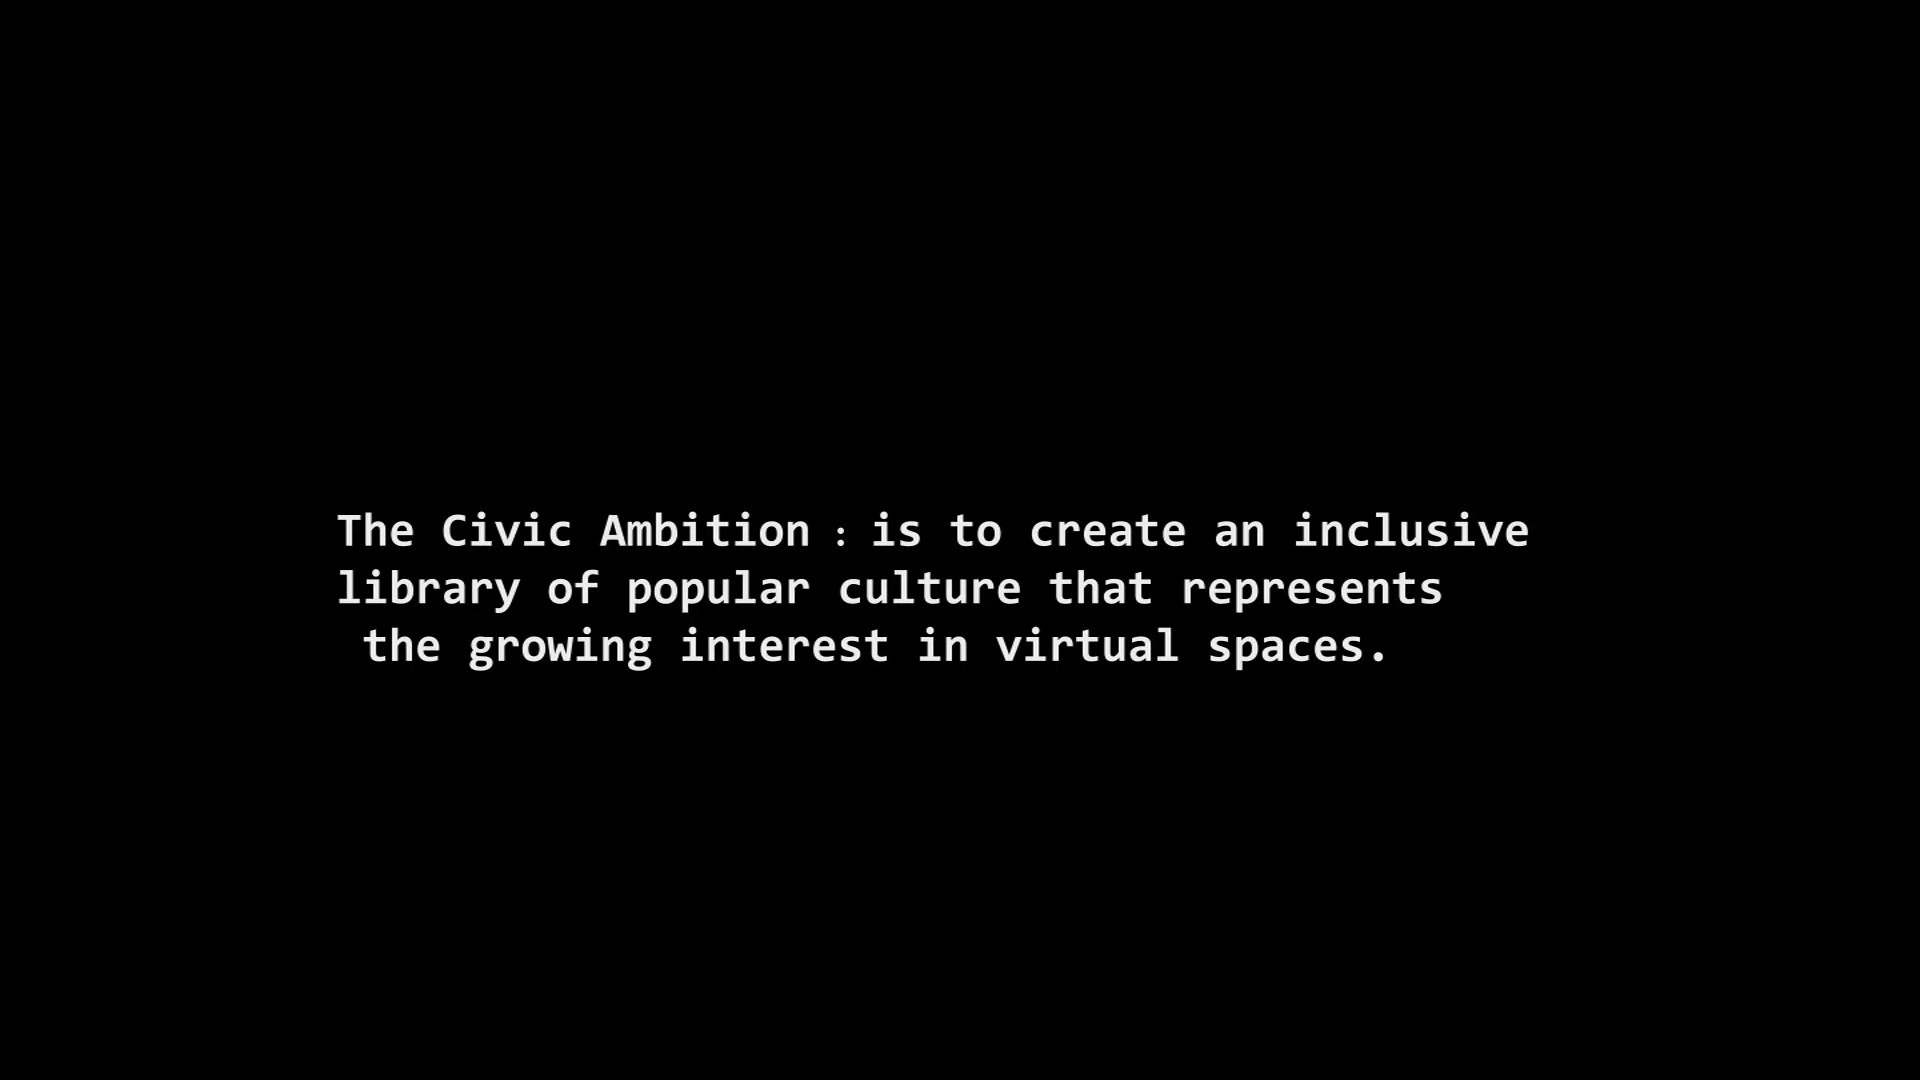 The Civic Ambition : is to create an inclusive
library of popular culture that represents
the growing interest in virtual spaces.